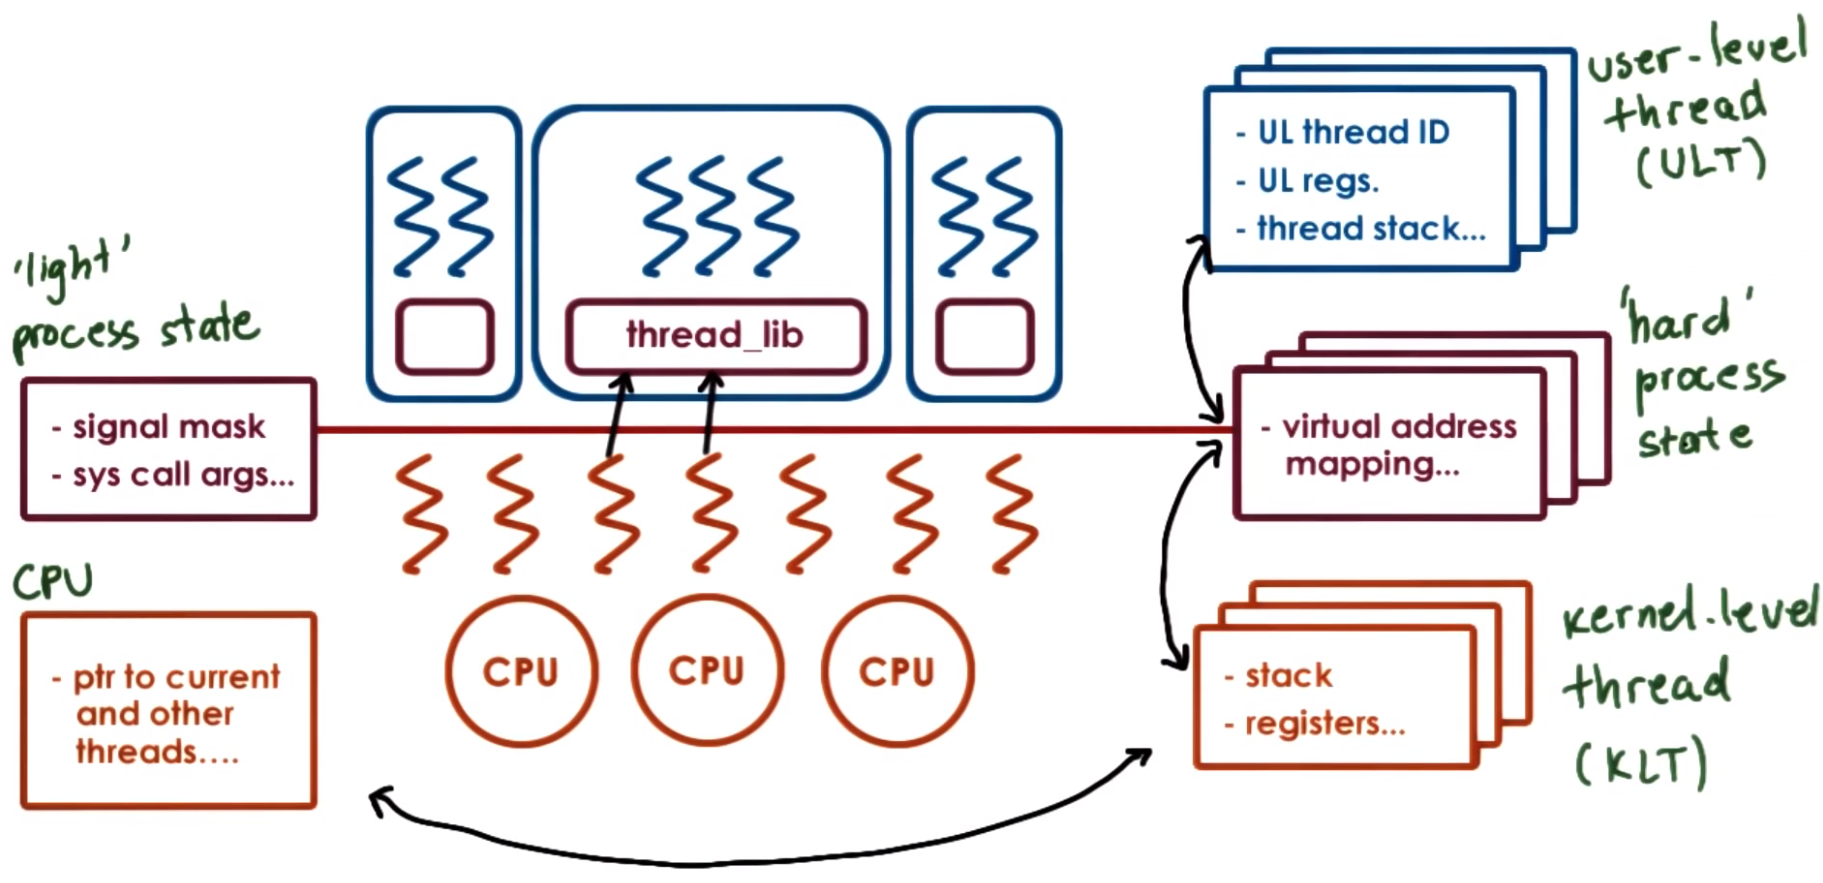 'light'
process state
- signal mask
- sys call args...
CPU
- ptr to current
and other
threads....
thread_lib
CPU
CPU
CPU
- UL thread ID
- UL regs.
- thread stack...
user-level
thread
(ULT)
- virtual address
mapping...
'hard'
process
state
- stack
- registers...
kernel-level
thread
(KLT)